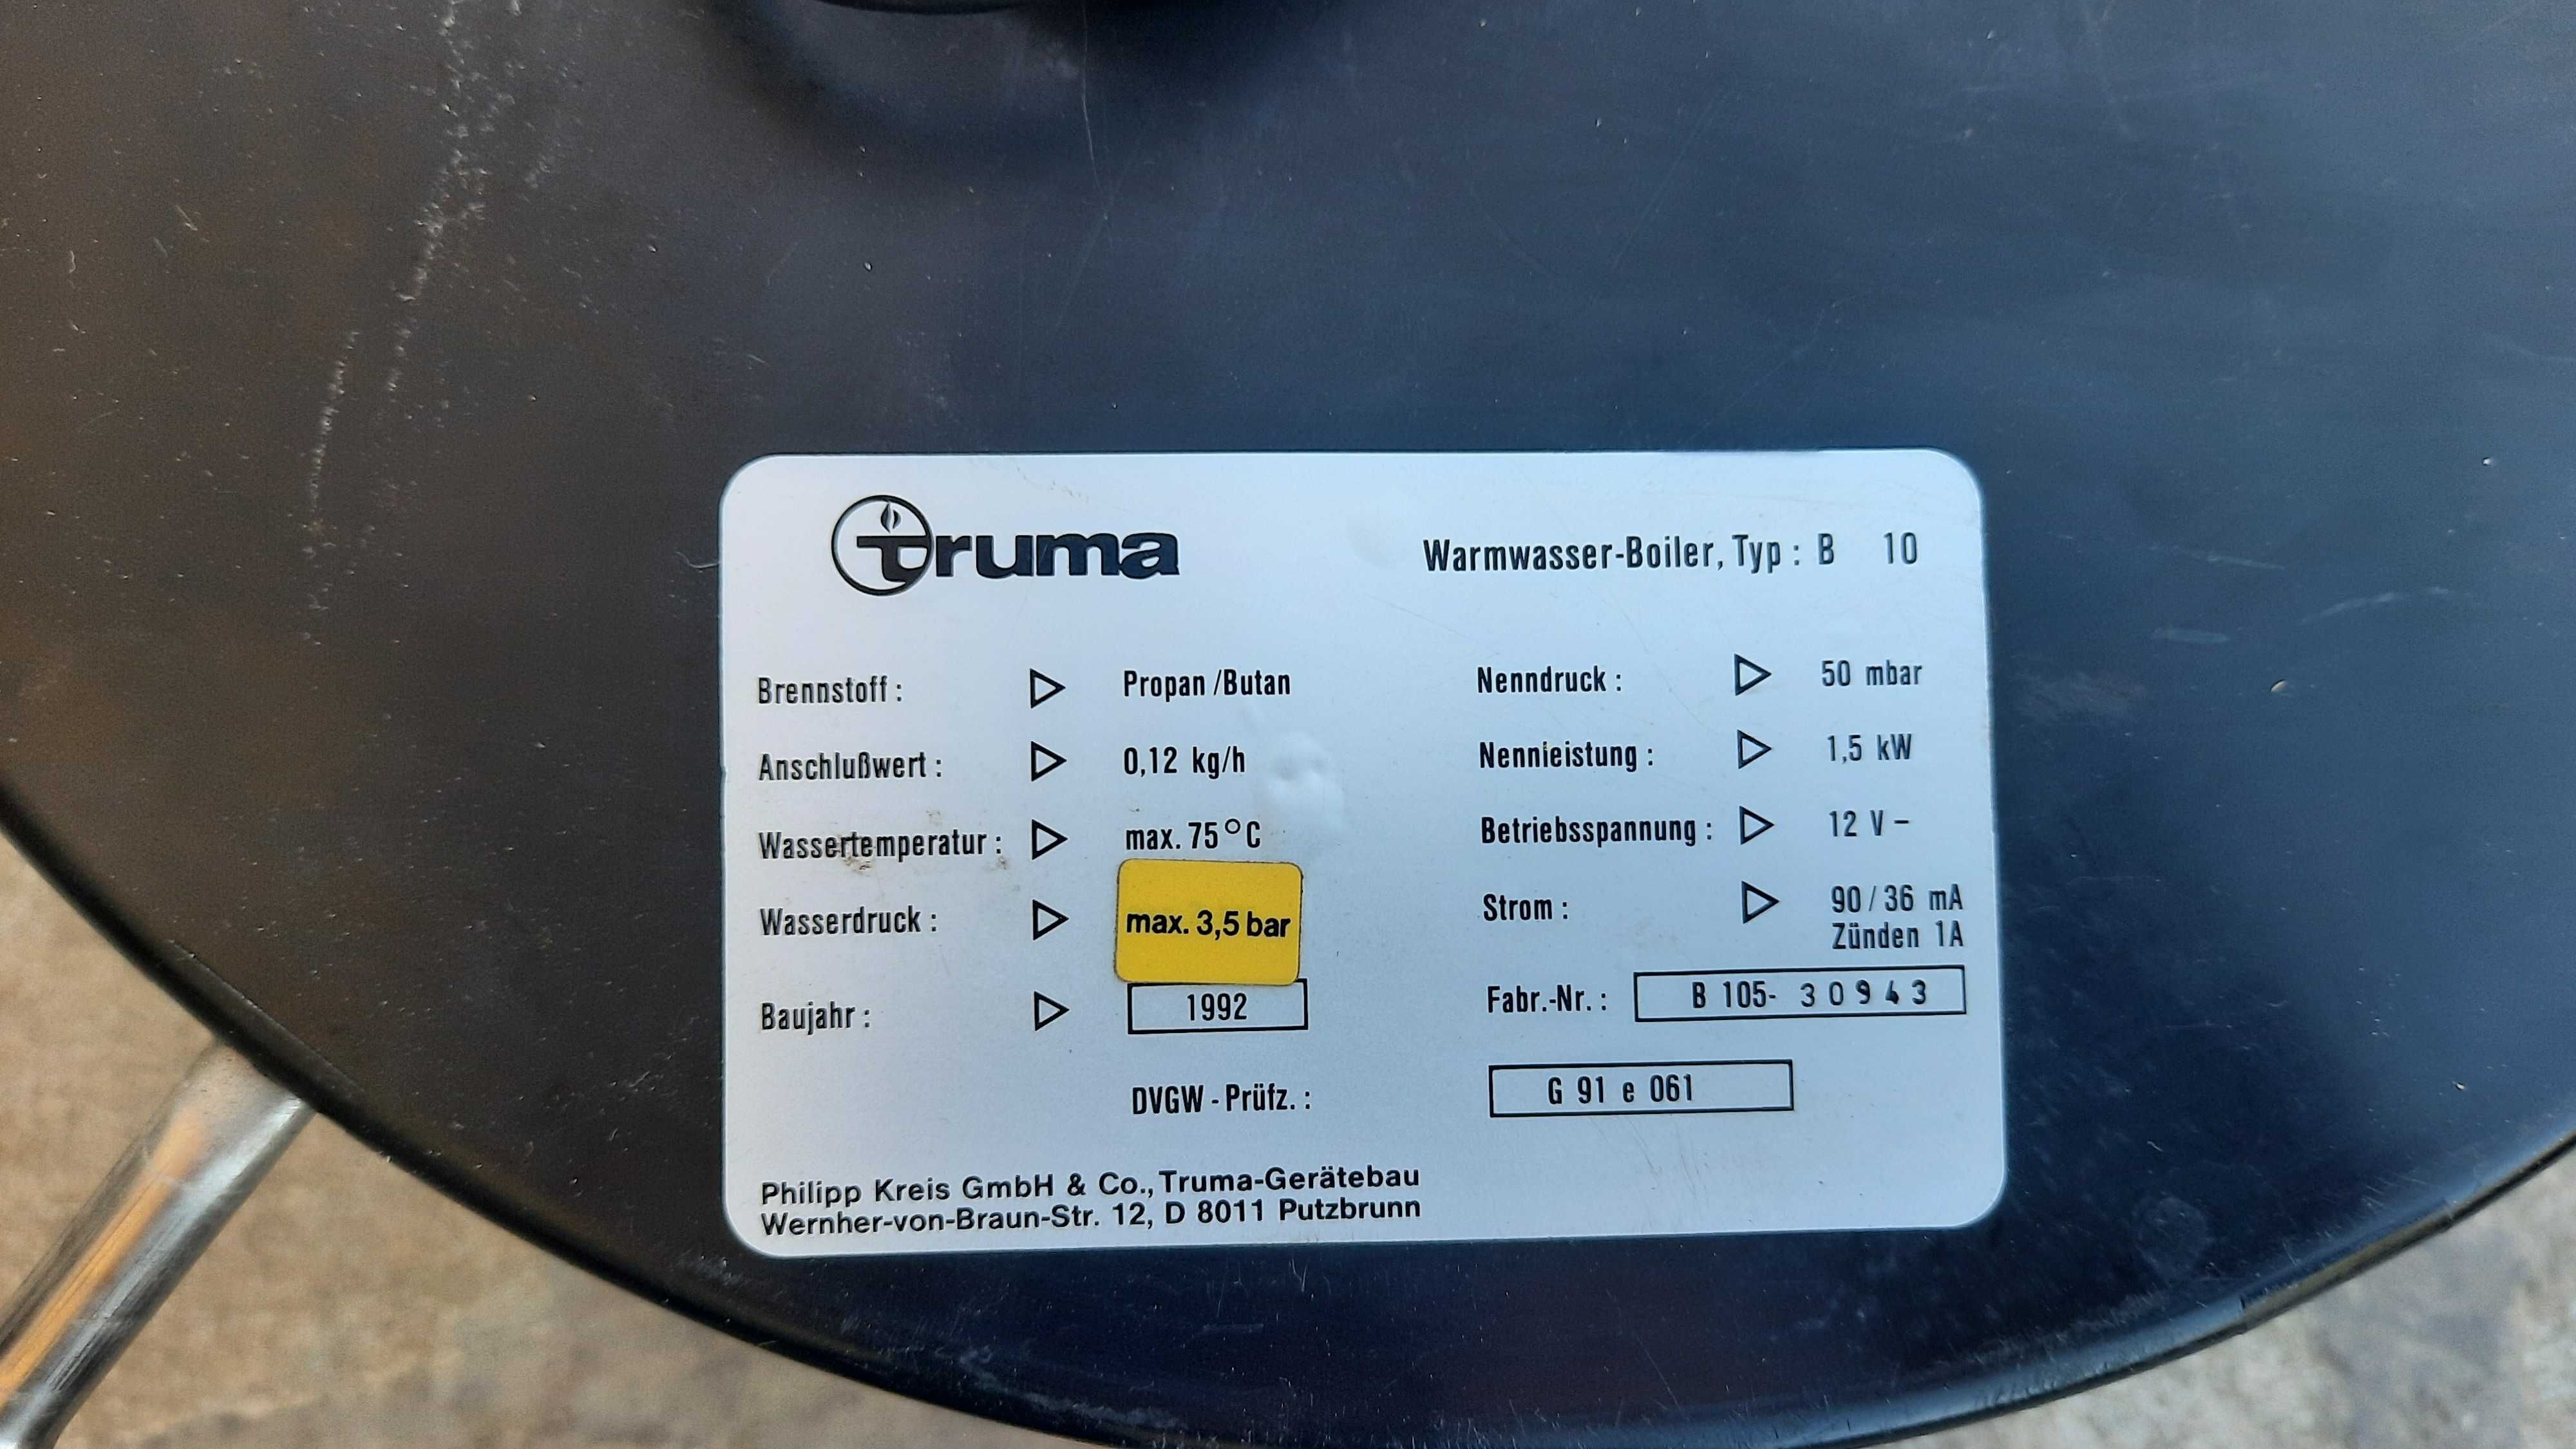 truma
Warmwasser-Boiler, Typ : B 10
Brennstoff : Propan /Butan
Nenndruck : 50 mbar
Anschlußwert : 0,12 kg/h
Nennleistung : 1,5 kW
Wassertemperatur : max. 75 °C
Betriebsspannung : 12 V –
Wasserdruck : max. 3,5 bar
Strom : 90 / 36 mA
Zünden 1A
Baujahr : 1992
Fabr.-Nr. : B 105- 30943
DVGW - Prüfz. : G 91 e 061
Philipp Kreis GmbH & Co., Truma-Gerätebau
Wernher-von-Braun-Str. 12, D 8011 Putzbrunn